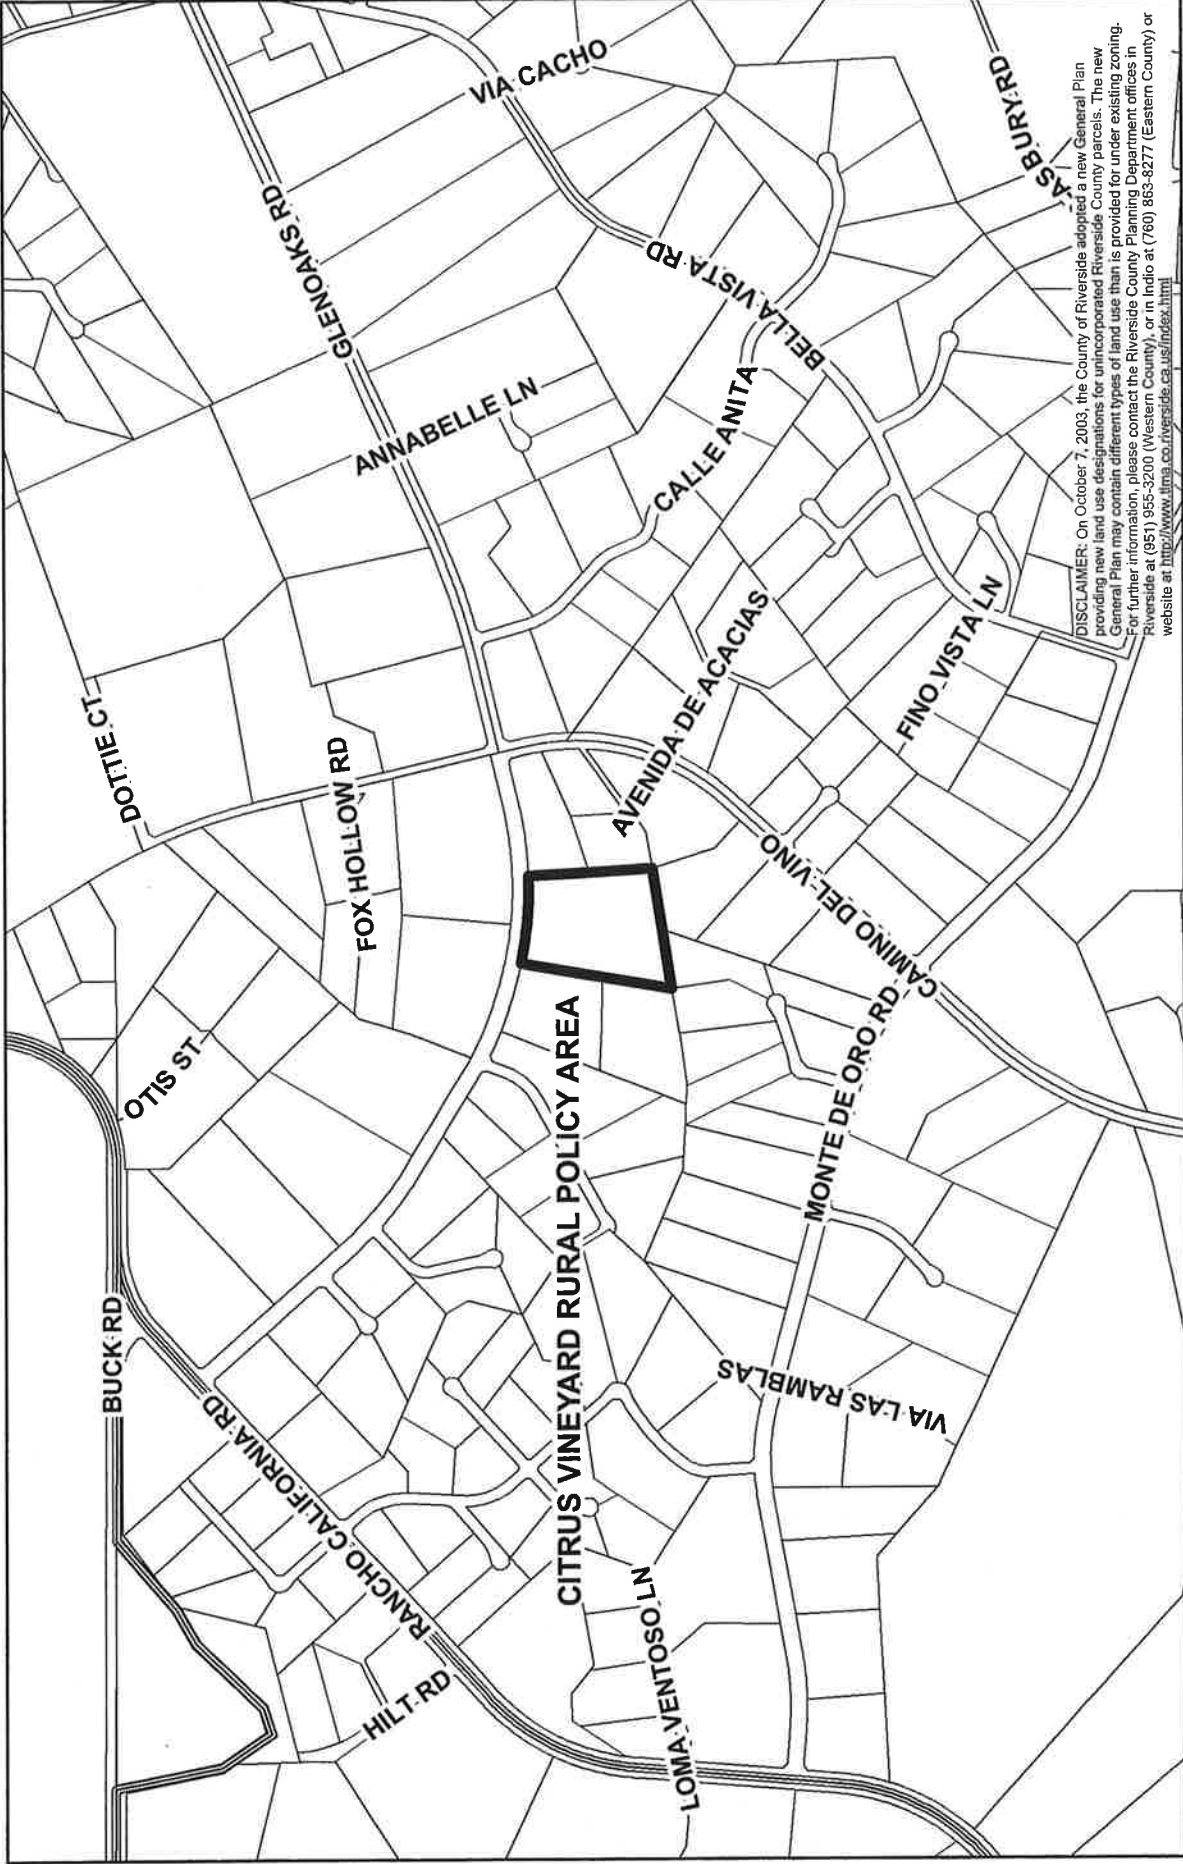 BUCK RD
RANCHO CALIFORNIA RD
HILT RD
LOMA VENTOSO LN
OTIS ST
DOTTIE CT
FOX HOLLOW RD
CITRUS VINEYARD RURAL POLICY AREA
GLENOAKS RD
ANNABELLE LN
VIA CACHO
BELLA VISTA RD
CALLE ANITA
AVENIDA DE ACACIAS
FINO VISTA LN
CAMINO DEL VINO
MONTE DE ORO RD
VIA LAS RAMBLAS
LAS BURY RD
DISCLAIMER: On October 7, 2003, the County of Riverside adopted a new General Plan
providing new land use designations for unincorporated Riverside County parcels. The new
General Plan may contain different types of land use than is provided for under existing zoning.
For further information, please contact the Riverside County Planning Department offices in
Riverside at (951) 955-3200 (Western County), or in Indio at (760) 863-8277 (Eastern County) or
website at http://www.tlma.co.riverside.ca.us/index.html